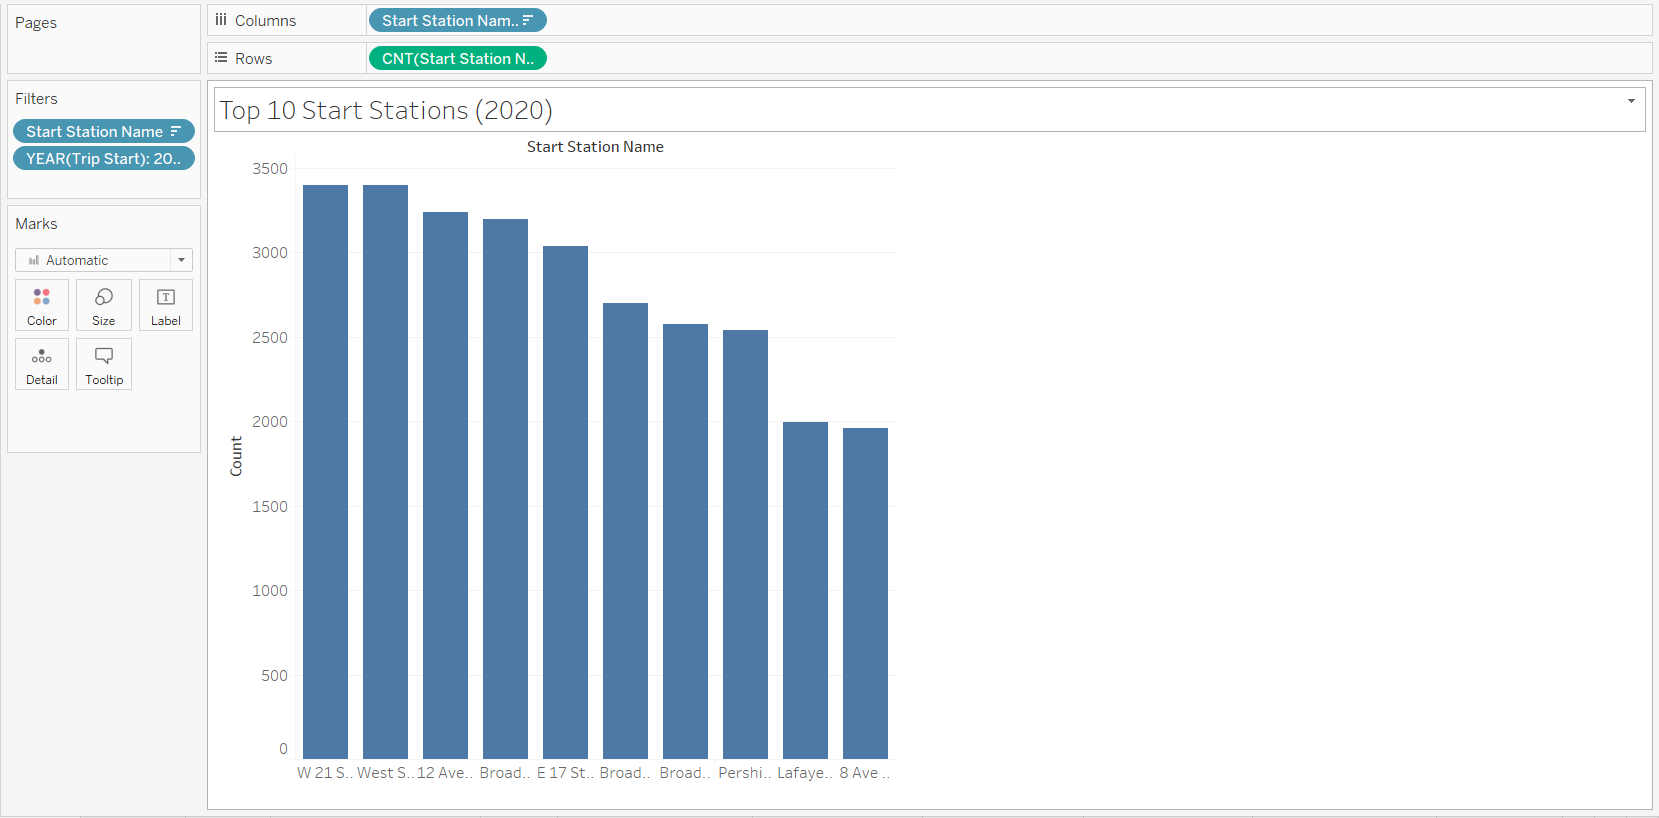 Pages
Columns
Start Station Nam..
Rows
CNT(Start Station N..
Filters
Start Station Name
YEAR(Trip Start): 20..
Marks
Automatic
Color
Size
Label
Detail
Tooltip
Top 10 Start Stations (2020)
Start Station Name
3500
3000
2500
2000
1500
1000
500
0
Count
W 21 S.. West S.. 12 Ave.. Broad.. E 17 St.. Broad.. Broad.. Pershi.. Lafaye.. 8 Ave ..